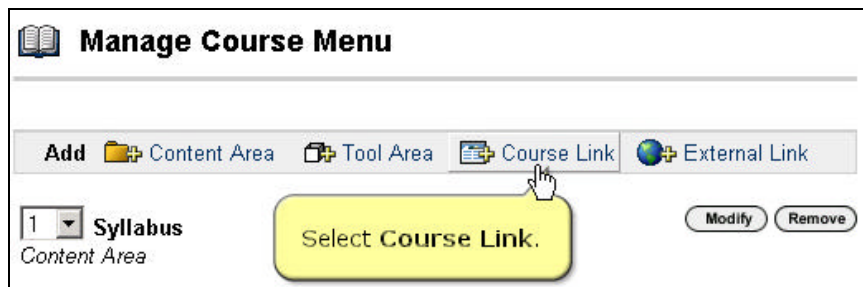 Manage Course Menu
Add Content Area Tool Area Course Link External Link
1 Syllabus Modify Remove
Content Area
Select Course Link.